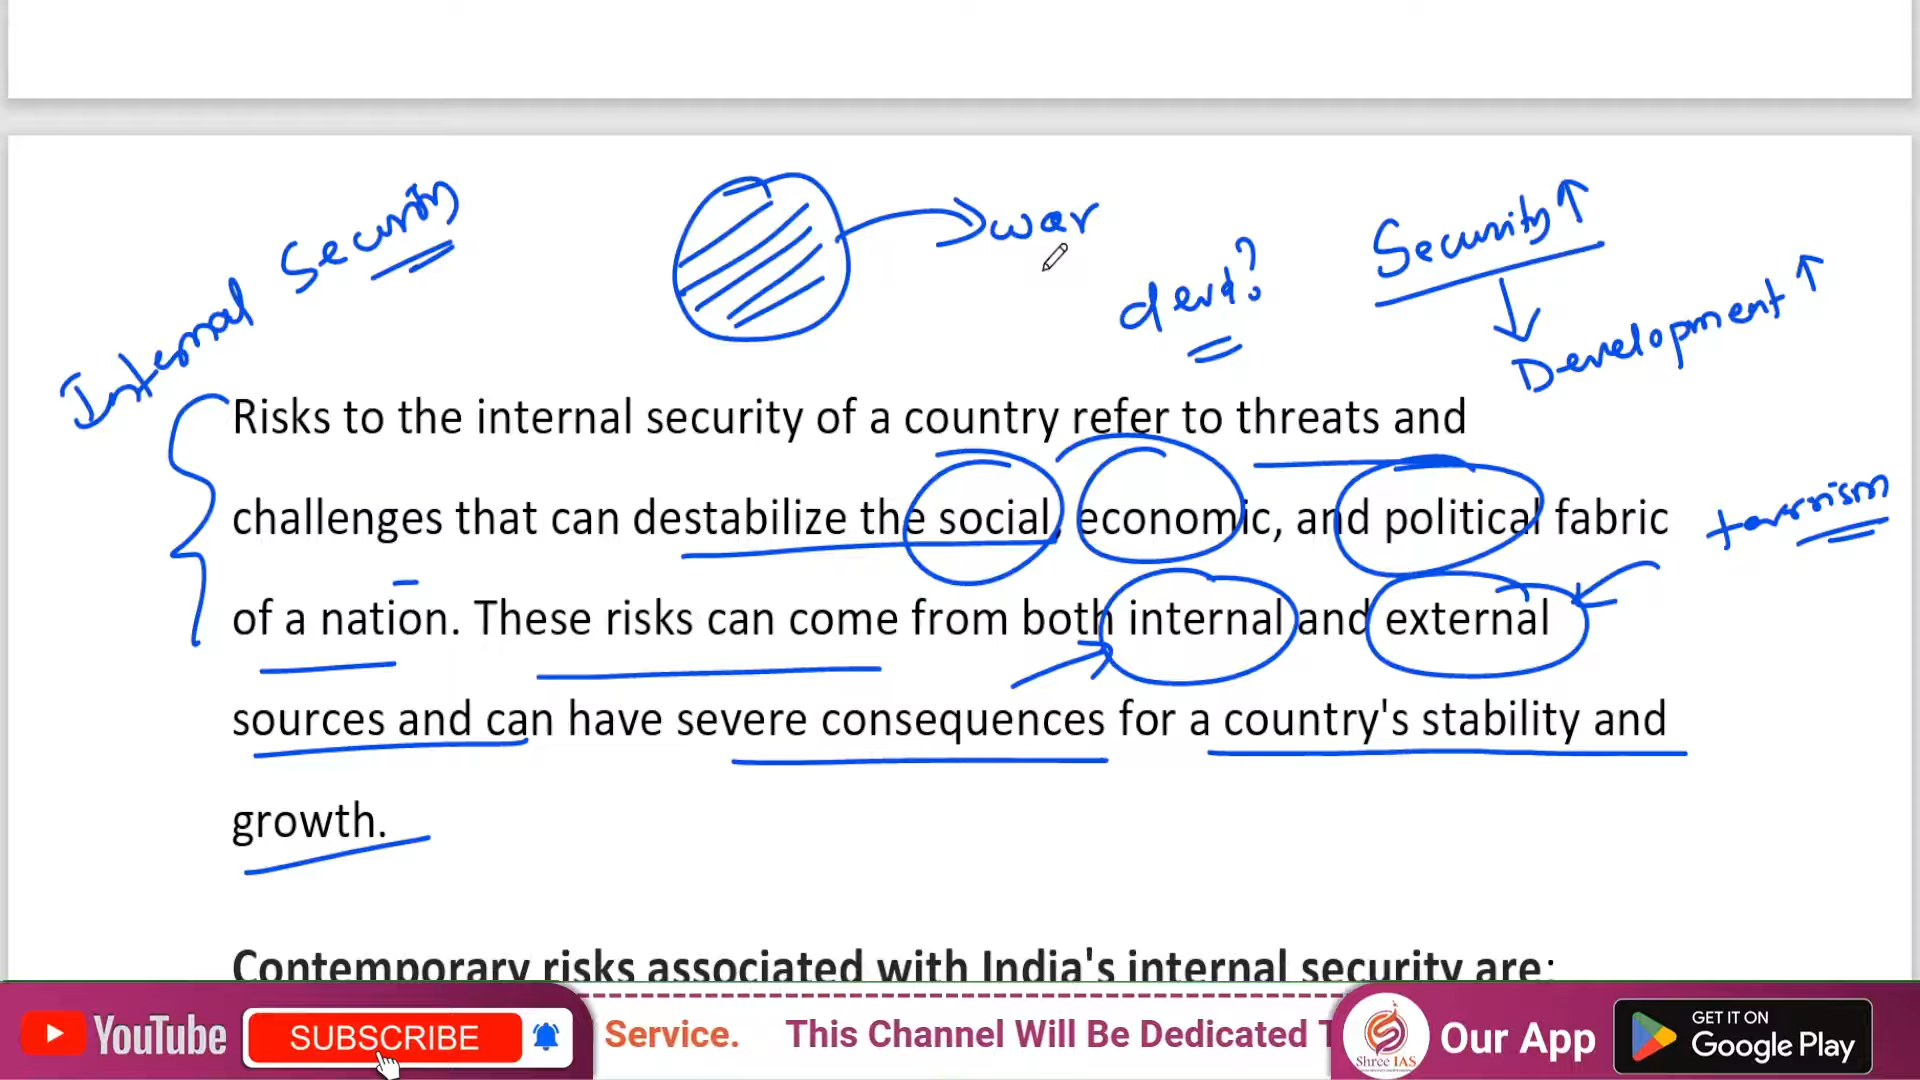 Internal Security
war
devt?
Security↑
Development↑
Risks to the internal security of a country refer to threats and
challenges that can destabilize the social, economic, and political fabric
terrorism
of a nation. These risks can come from both internal and external
sources and can have severe consequences for a country's stability and
growth.
Contemporary risks associated with India's internal security are:
YouTube
SUBSCRIBE
Service. This Channel Will Be Dedicated T
Shree IAS
Our App
GET IT ON
Google Play